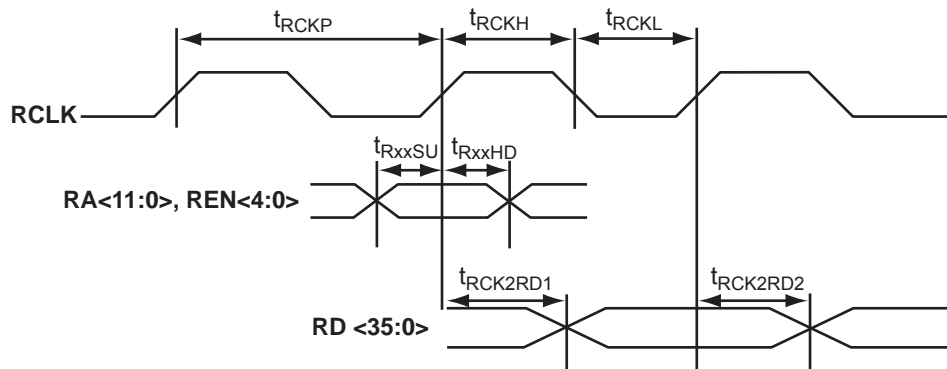 tRCKP tRCKH tRCKL
RCLK
tRxxSU tRxxHD
RA<11:0>, REN<4:0>
tRCK2RD1 tRCK2RD2
RD <35:0>